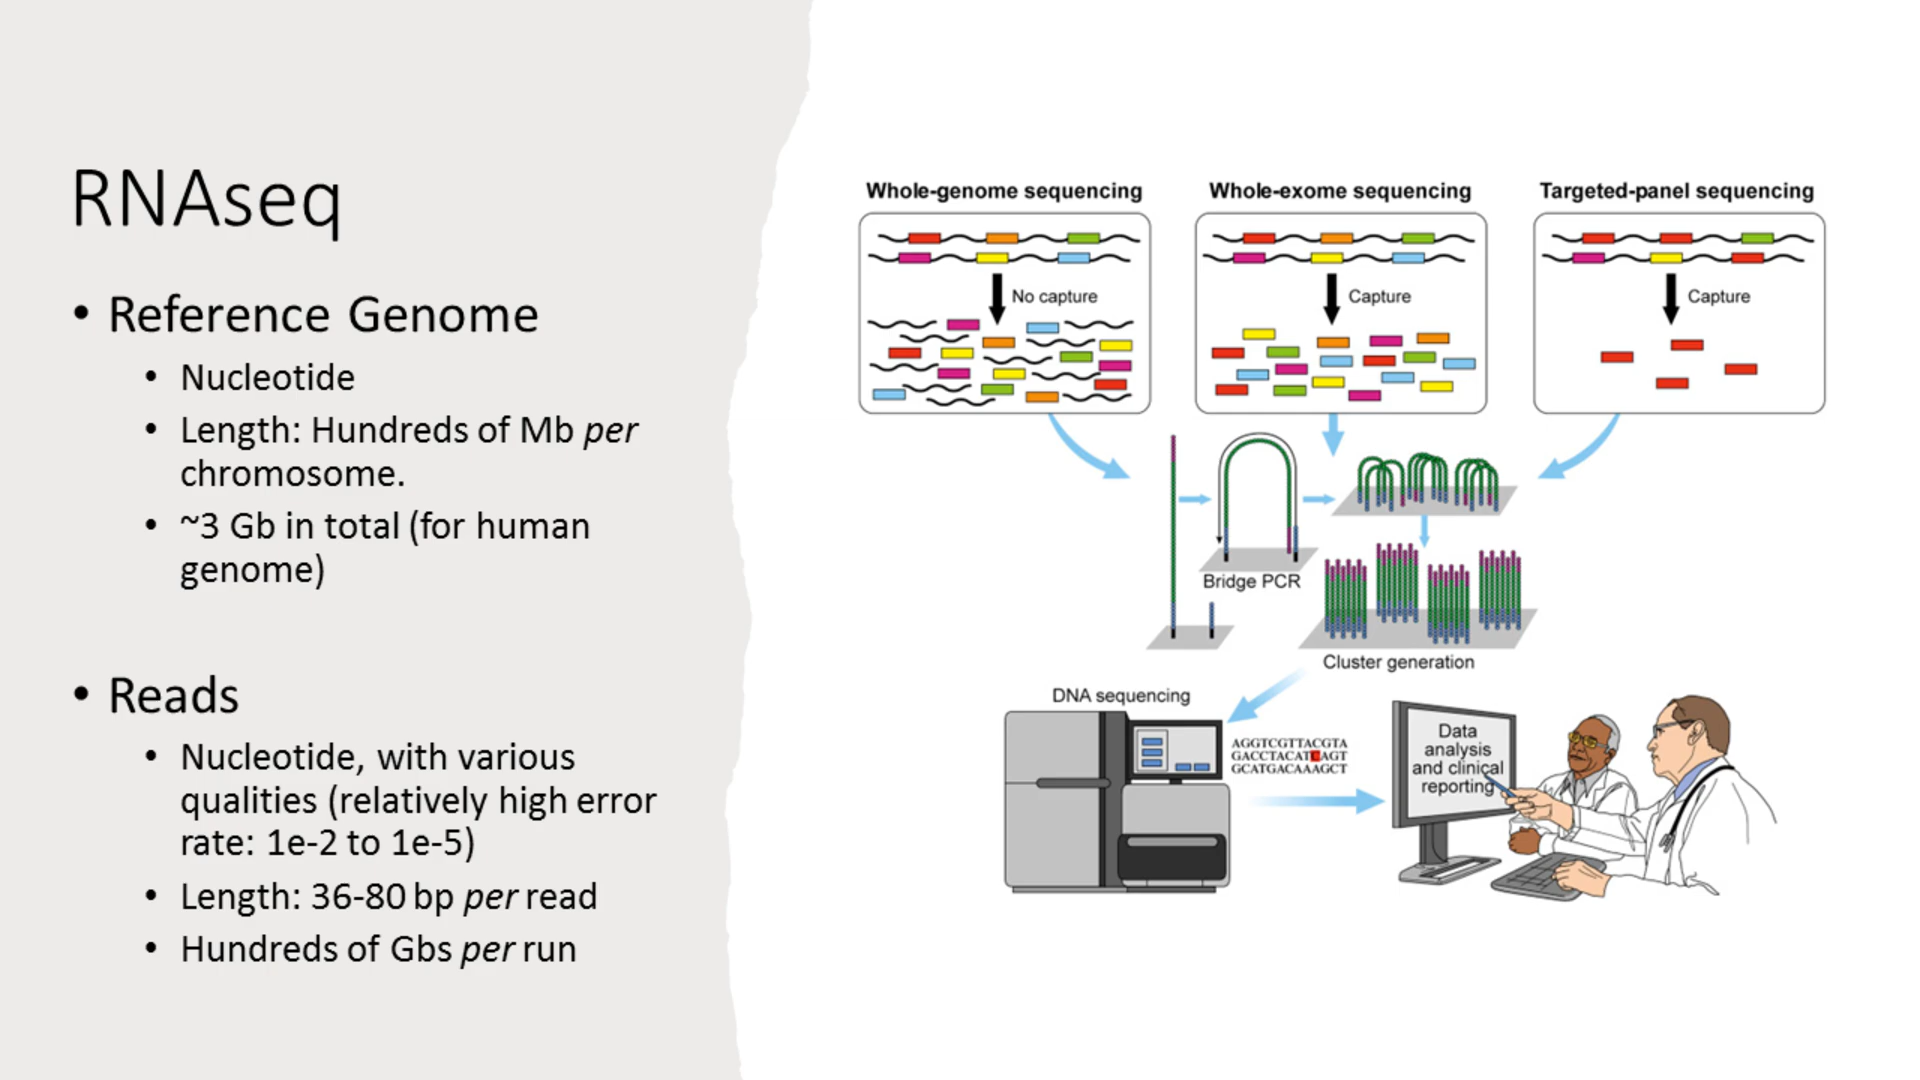 RNAseq
• Reference Genome
• Nucleotide
• Length: Hundreds of Mb per
chromosome.
• ~3 Gb in total (for human
genome)
• Reads
• Nucleotide, with various
qualities (relatively high error
rate: 1e-2 to 1e-5)
• Length: 36-80 bp per read
• Hundreds of Gbs per run
Whole-genome sequencing
No capture
Whole-exome sequencing
Capture
Targeted-panel sequencing
Capture
Bridge PCR
Cluster generation
DNA sequencing
AGGTCGTTACGTA
GACCTACATCAGT
GCATGACAAAGCT
Data
analysis
and clinical
reporting